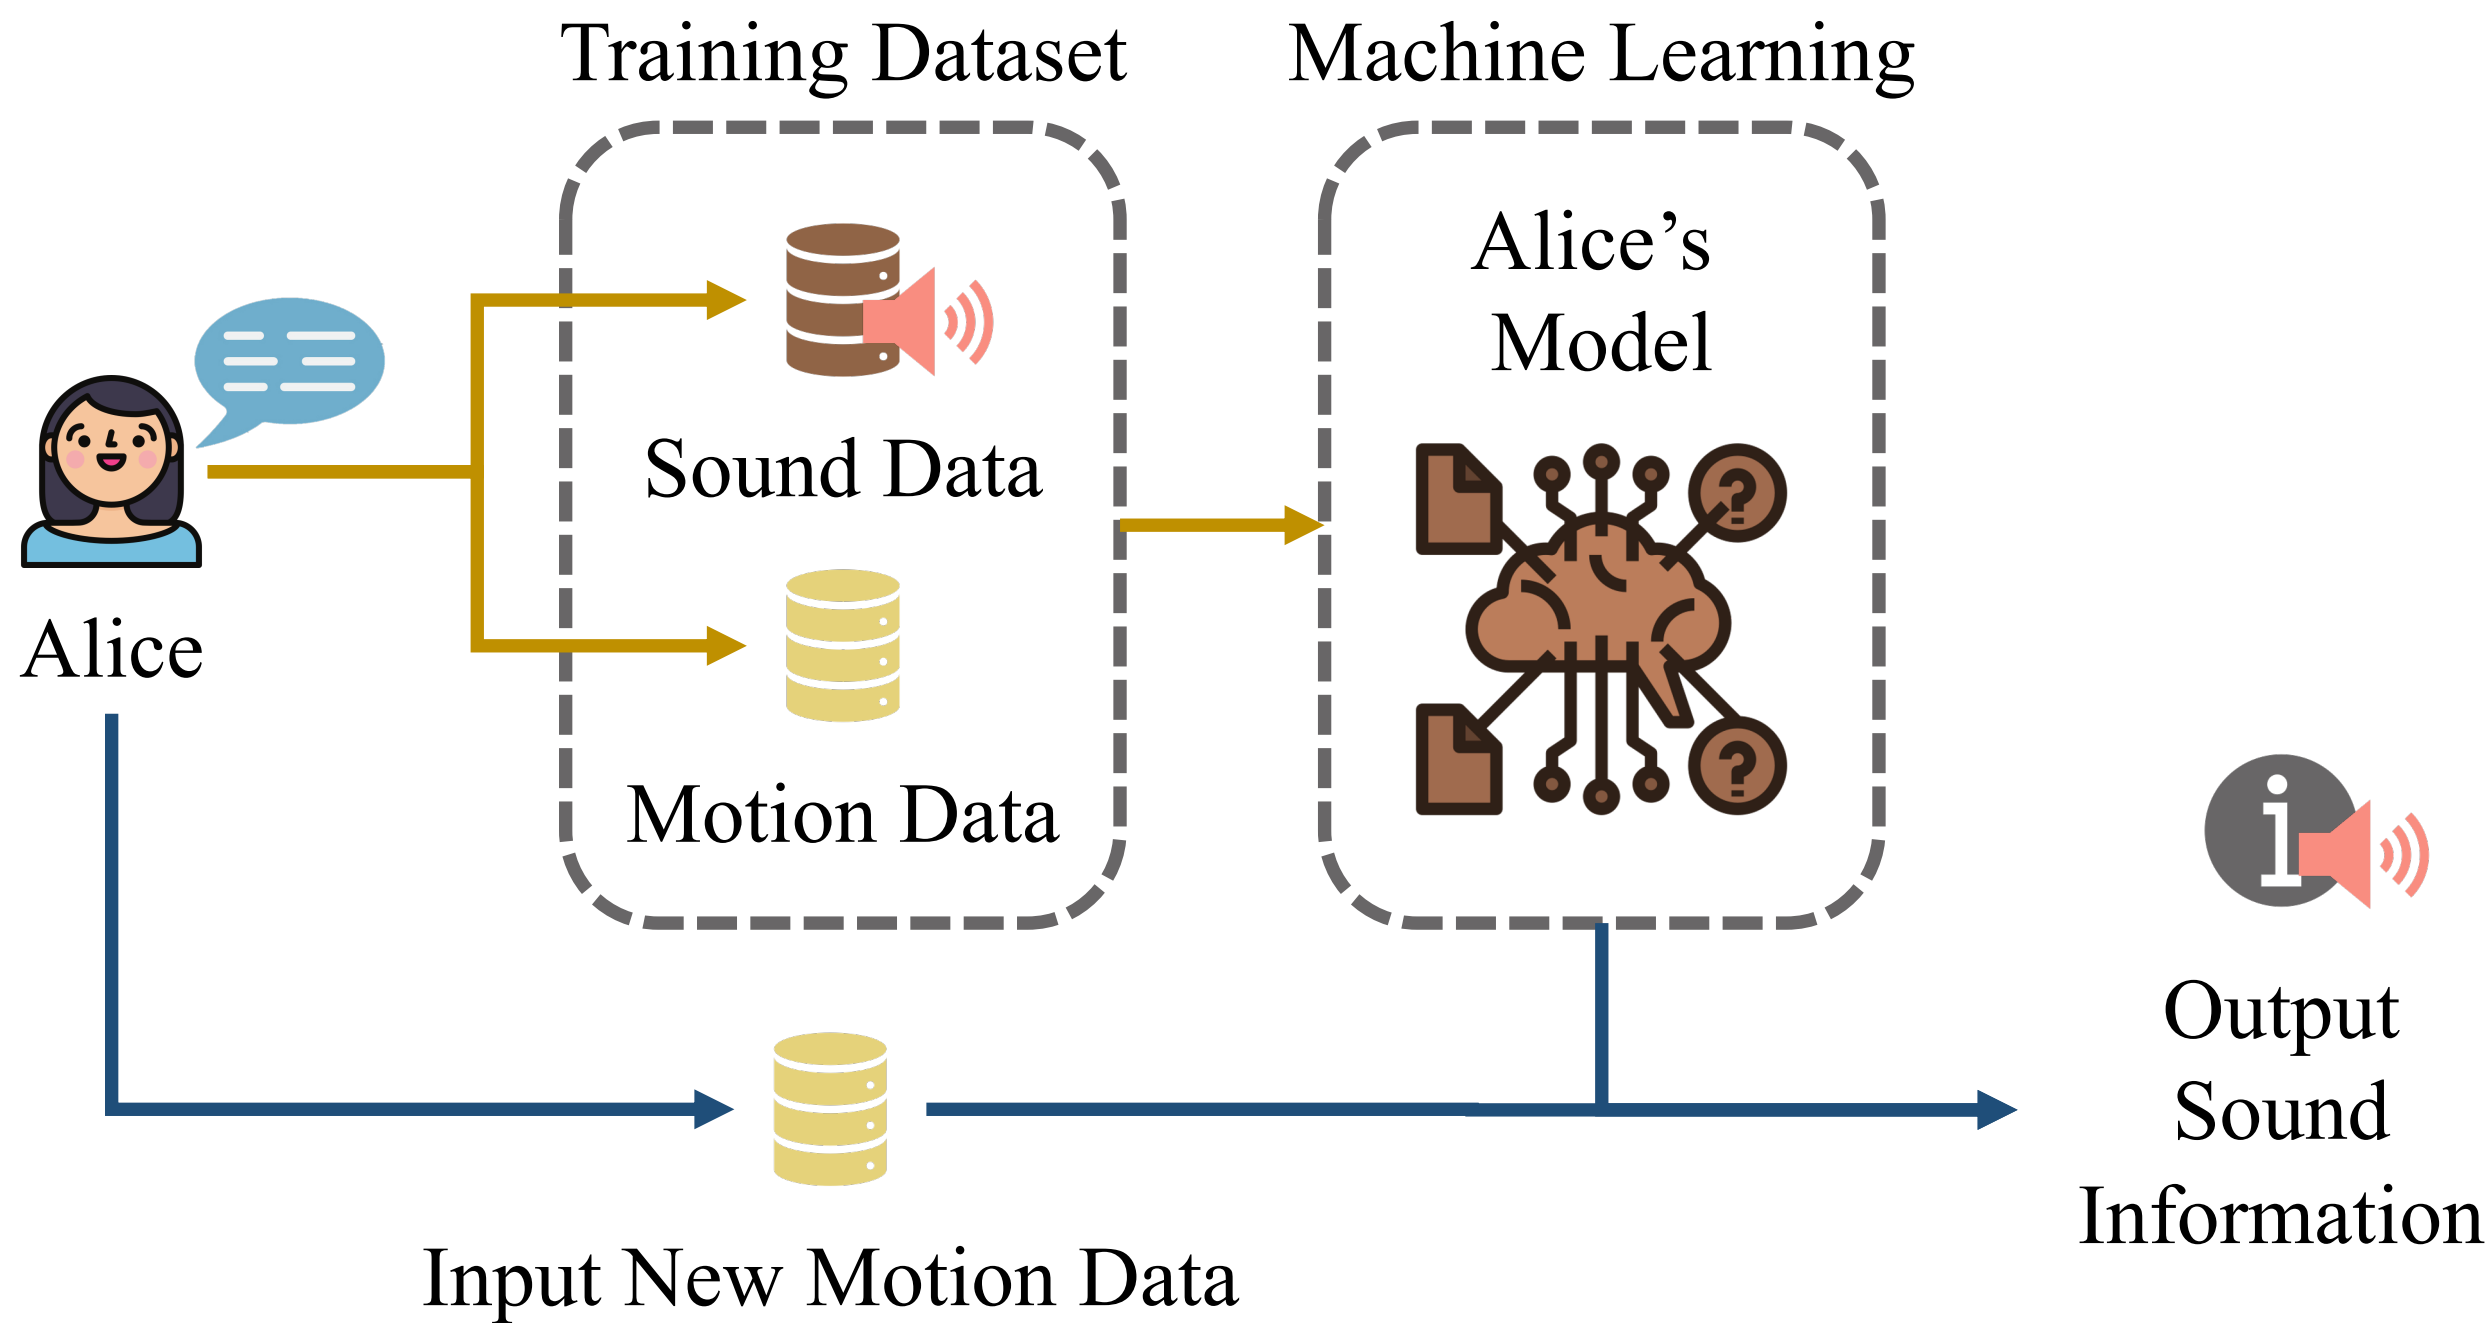 Training Dataset
Machine Learning
Alice's
Model
Sound Data
Alice
Motion Data
Output
Sound
Information
Input New Motion Data